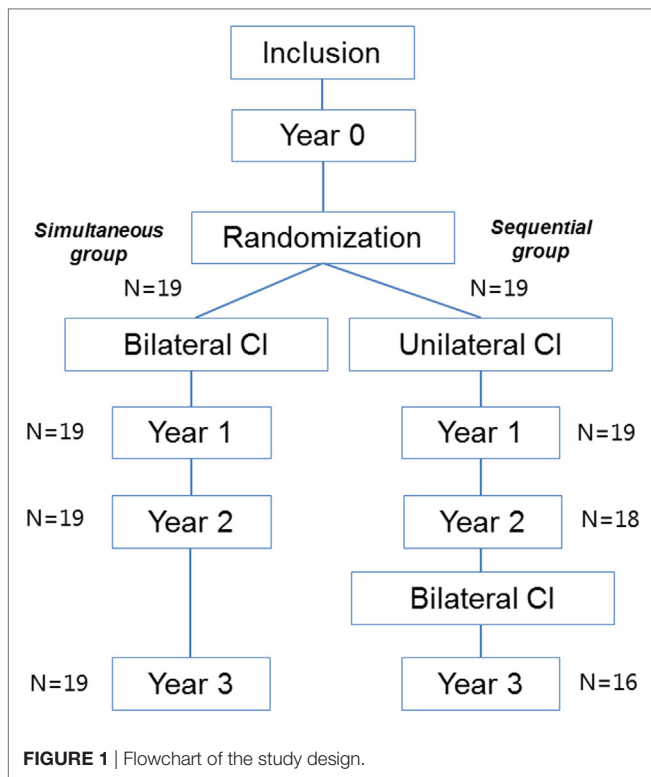 Inclusion
Year 0
Simultaneous
group
Randomization
Sequential
group
N=19
N=19
Bilateral CI
Unilateral CI
N=19
Year 1
Year 1
N=19
N=19
Year 2
Year 2
N=18
Bilateral CI
N=19
Year 3
Year 3
N=16
FIGURE 1 | Flowchart of the study design.